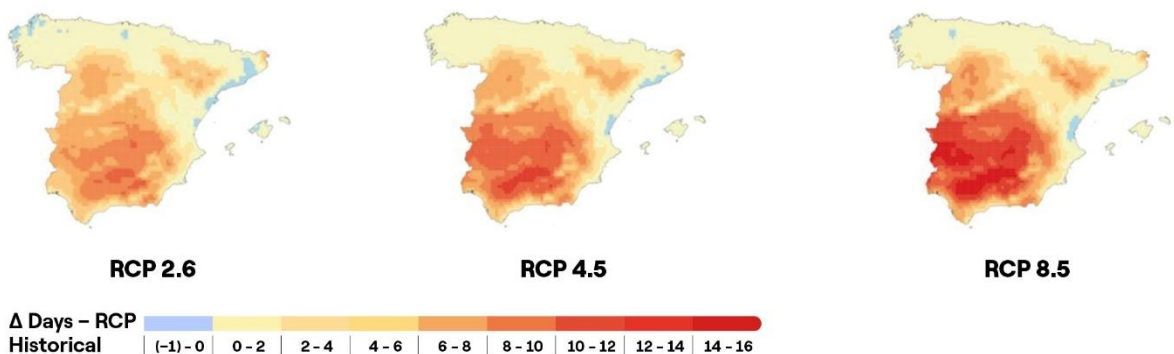 RCP 2.6
RCP 4.5
RCP 8.5
Δ Days – RCP
Historical
(–1) – 0
0 – 2
2 – 4
4 – 6
6 – 8
8 – 10
10 – 12
12 – 14
14 – 16